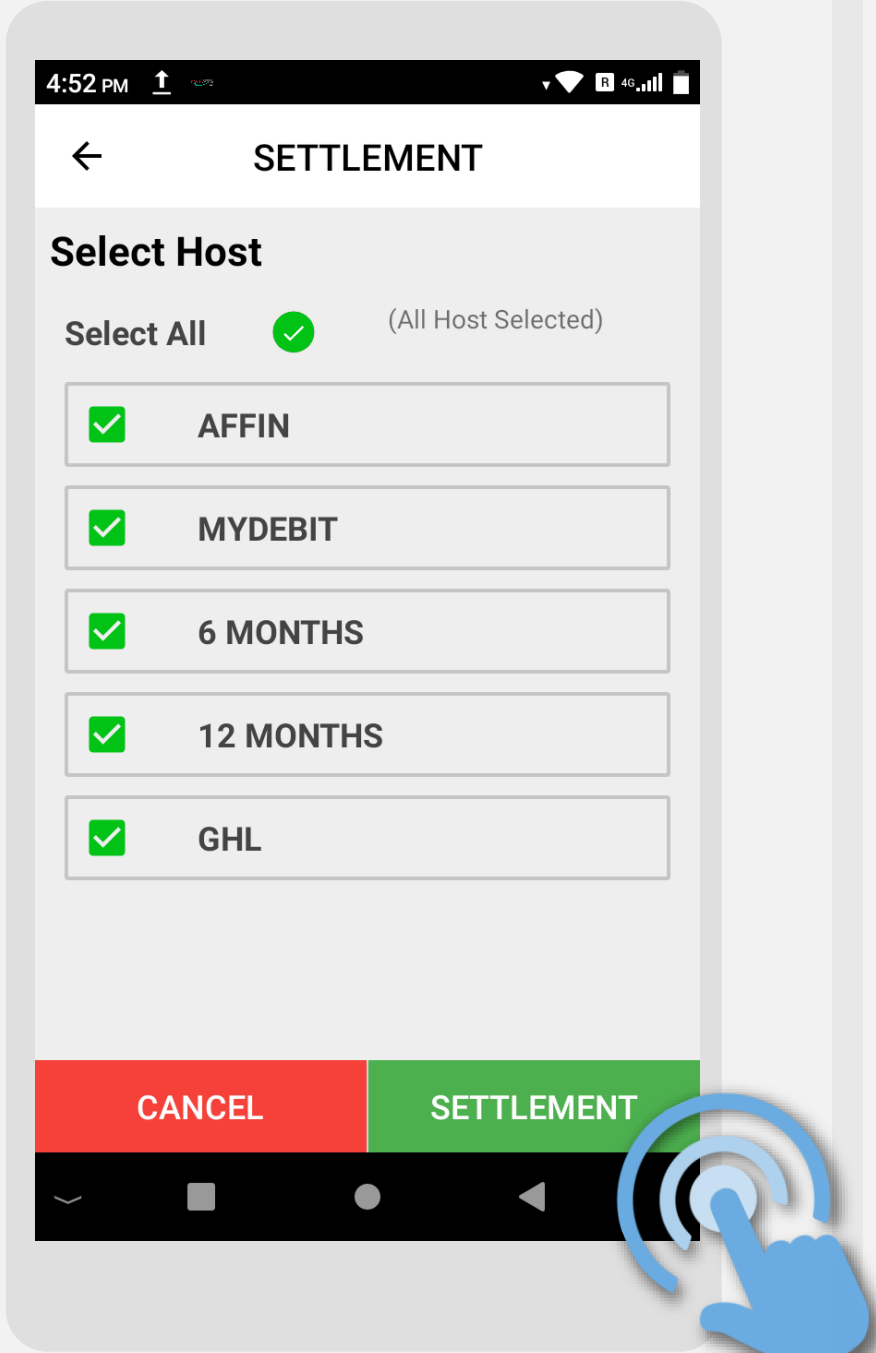 4:52 PM
R 4G
SETTLEMENT
Select Host
Select All
(All Host Selected)
AFFIN
MYDEBIT
6 MONTHS
12 MONTHS
GHL
CANCEL
SETTLEMENT